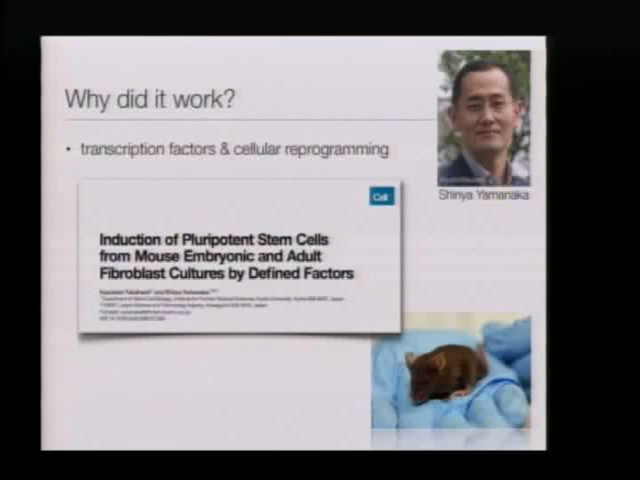 Why did it work?
• transcription factors & cellular reprogramming
Shinya Yamanaka
Cell
Induction of Pluripotent Stem Cells
from Mouse Embryonic and Adult
Fibroblast Cultures by Defined Factors